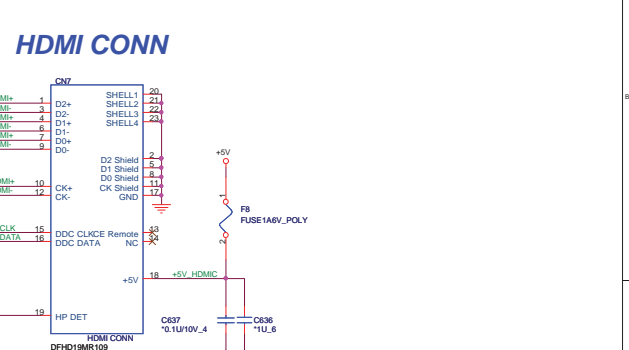 HDMI CONN
CN7
MI+ 1 D2+ SHELL1 20
MI- 3 D2- SHELL2 21
MI+ 4 D1+ SHELL3 22
MI- 6 D1- SHELL4 23
MI+ 7 D0+
MI- 9 D0-
D2 Shield 2
D1 Shield 5
D0 Shield 8
MI+ 10 CK+ CK Shield 11
MI- 12 CK- GND 17
CLK 15 DDC CLK CE Remote 13
DATA 16 DDC DATA NC 14
+5V 18 +5V_HDMIC
19 HP DET
HDMI CONN
DFHD19MR109
+5V
1
F8
FUSE1A6V_POLY
2
C637
*0.1U/10V_4
C636
*1U_6
B